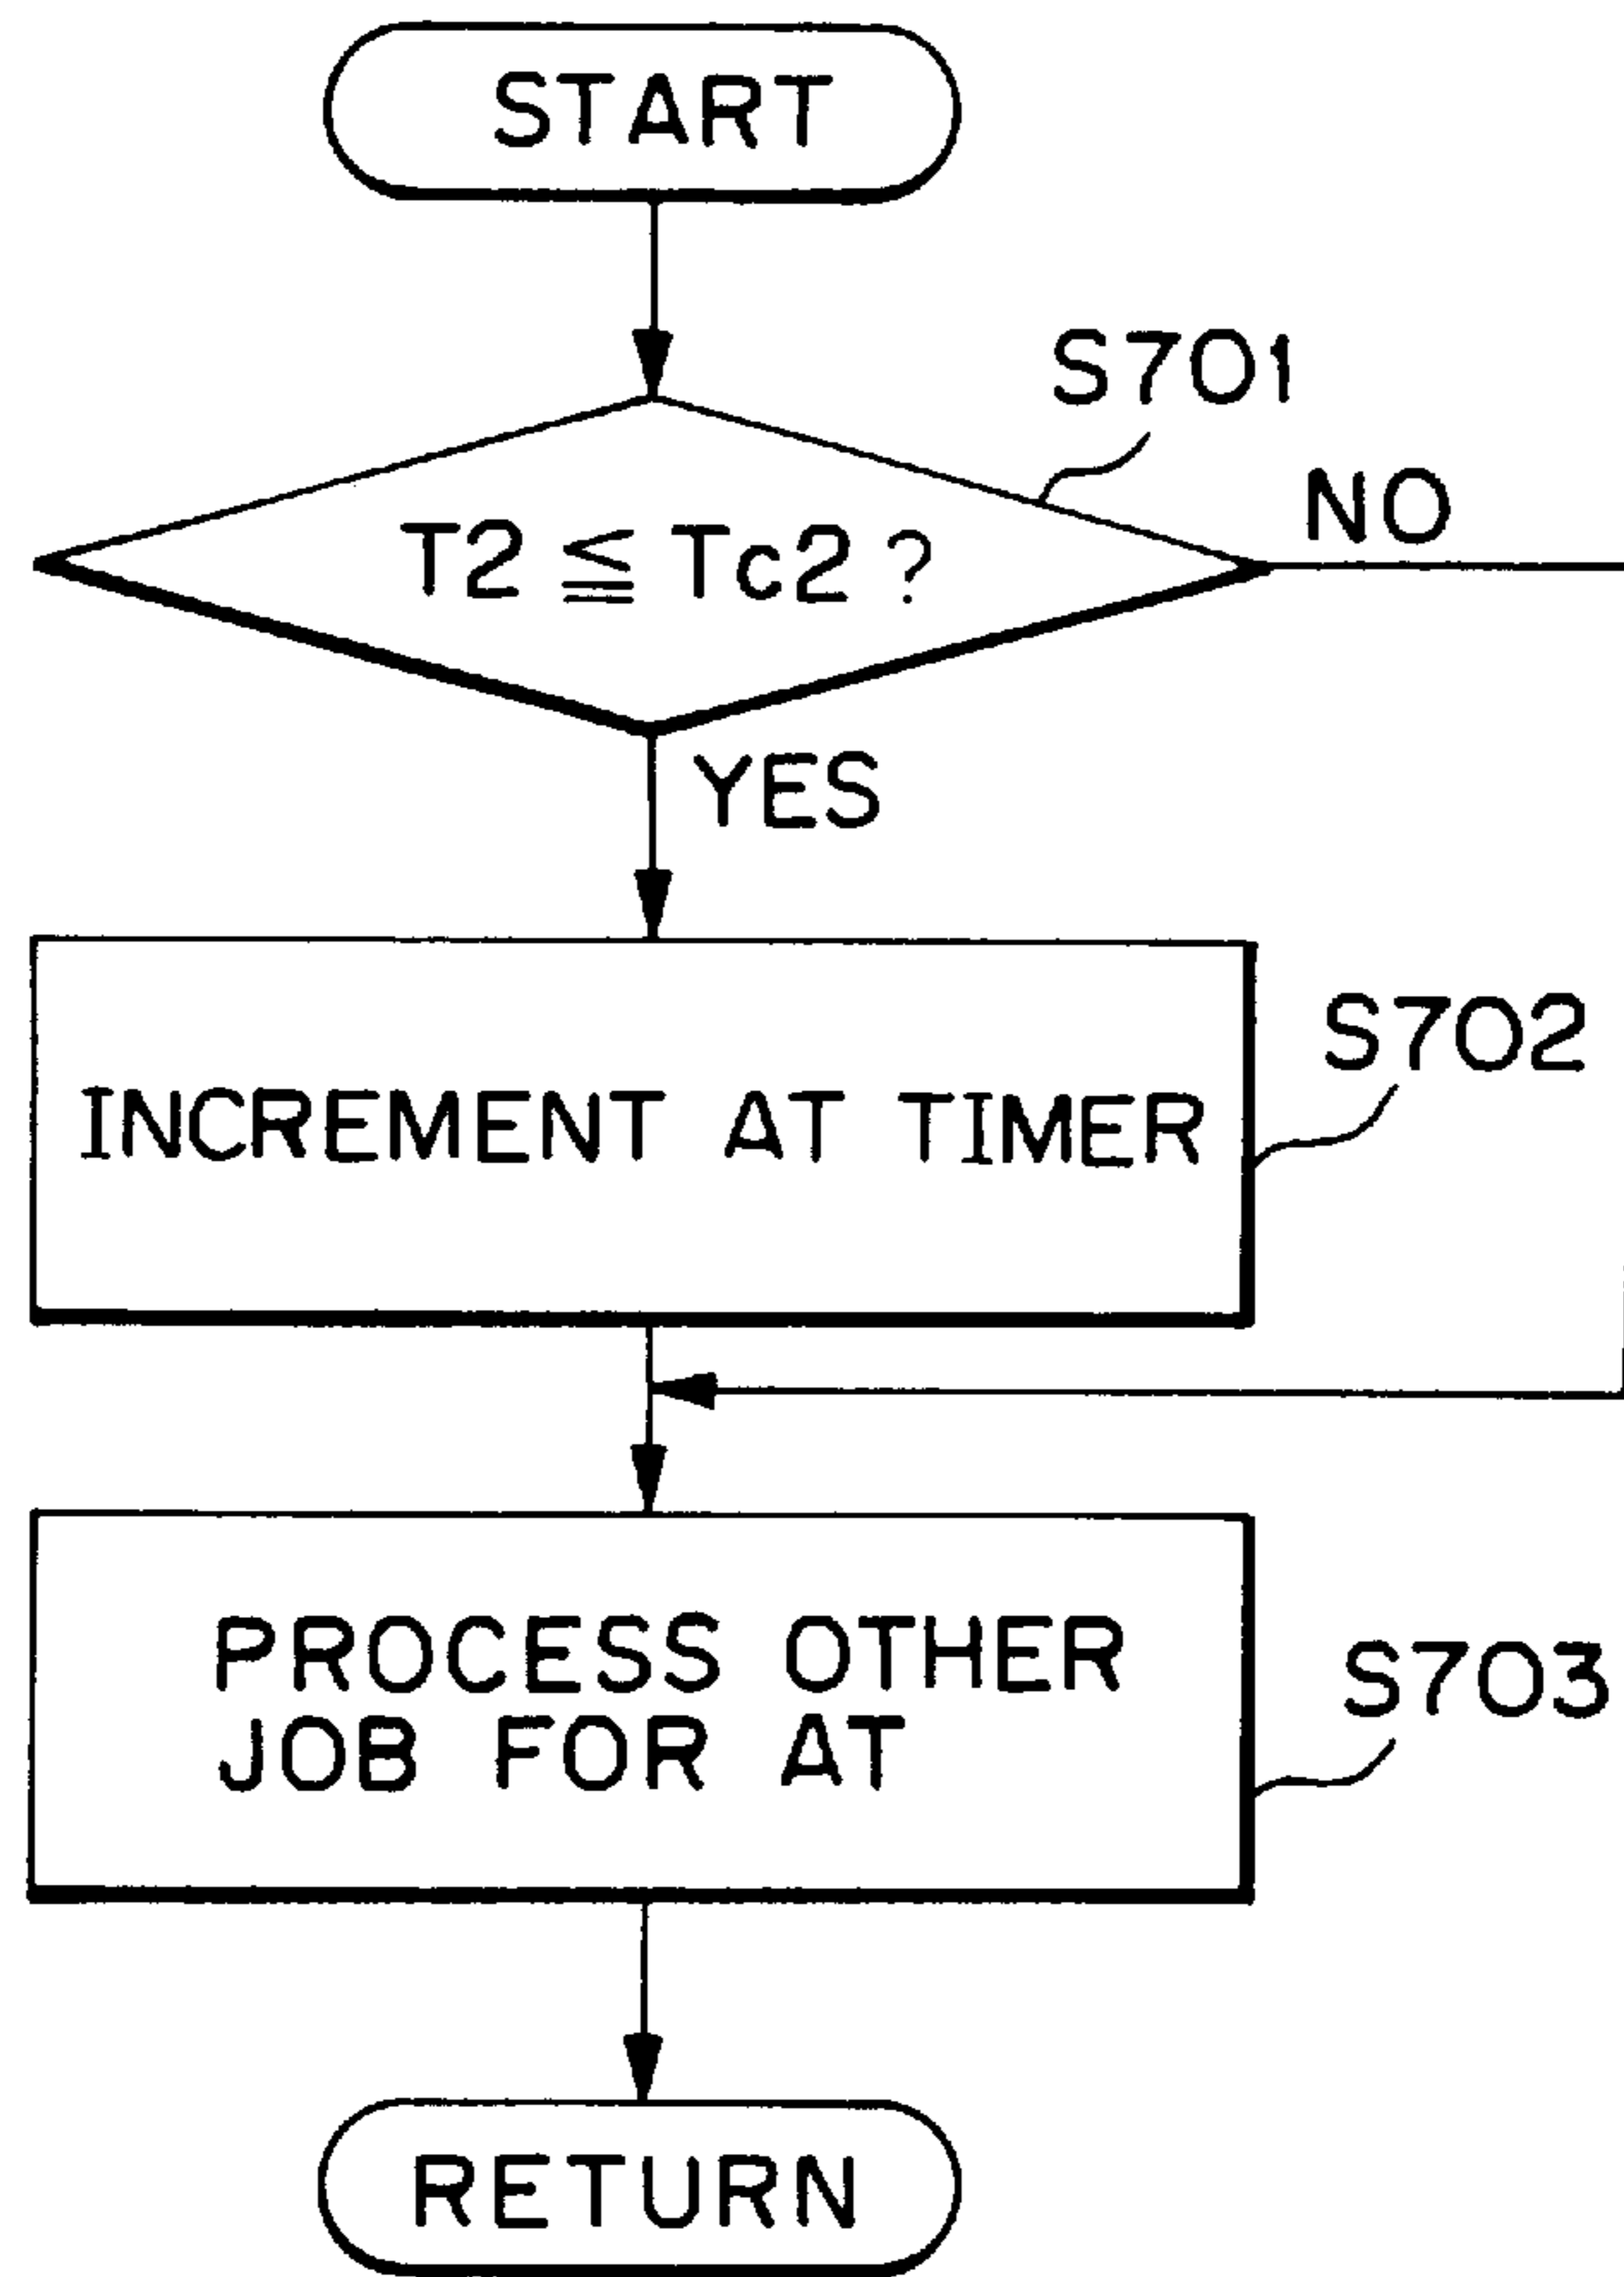 START
S701
T2 ≦ Tc2 ?
NO
YES
S702
INCREMENT AT TIMER
PROCESS OTHER
JOB FOR AT
S703
RETURN